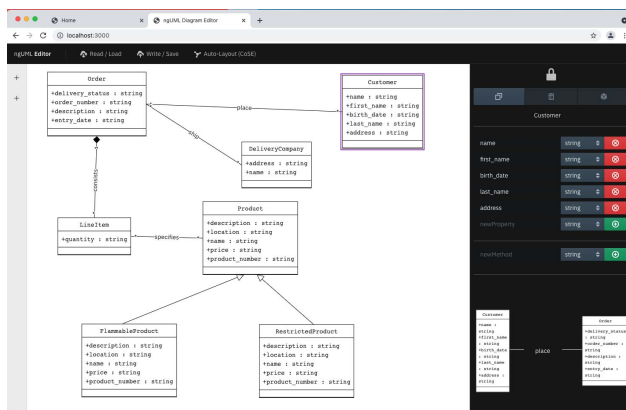 Home
ngUML Diagram Editor
localhost:3000
ngUML Editor
Read / Load
Write / Save
Auto-Layout (CoSE)
Order
+delivery_status : string
+order_number : string
+description : string
+entry_date : string
place
Customer
+name : string
+first_name : string
+birth_date : string
+last_name : string
+address : string
ship
DeliveryCompany
+address : string
+name : string
consists
LineItem
+quantity : string
specifies
Product
+description : string
+location : string
+name : string
+price : string
+product_number : string
FlammableProduct
+description : string
+location : string
+name : string
+price : string
+product_number : string
RestrictedProduct
+description : string
+location : string
+name : string
+price : string
+product_number : string
Customer
name string
first_name string
birth_date string
last_name string
address string
newProperty string
newMethod string
Customer
+name :
string
+first_name
: string
+birth_date
: string
+last_name
: string
+address :
string
place
Order
+delivery_status
: string
+order_number :
string
+description :
string
+entry_date :
string